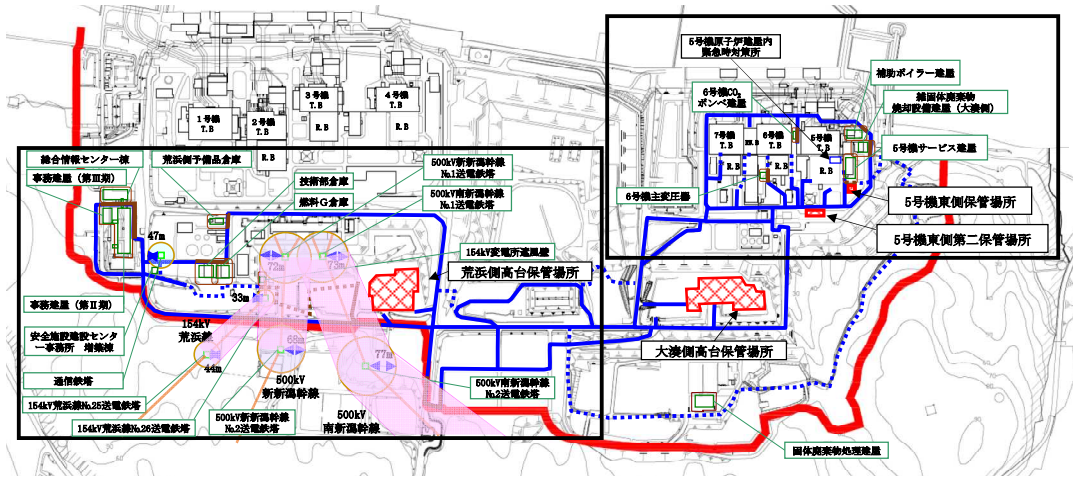 5号機原子炉建屋内
緊急時対策所
補助ボイラー建屋
6号機CO₂
ボンベ建屋
雑固体廃棄物
焼却設備建屋（大湊側）
5号機サービス建屋
7号機
T.B
6号機
T.B
5号機
T.B
R.B
R.B
R.B
6号機主変圧器
5号機東側保管場所
5号機東側第二保管場所
1号機
T.B
2号機
T.B
3号機
T.B
4号機
T.B
R.B
R.B
R.B
総合情報センター棟
事務建屋（第Ⅲ期）
荒浜側予備品倉庫
技術部倉庫
燃料G倉庫
500kV新新潟幹線
№1送電鉄塔
500kV南新潟幹線
№1送電鉄塔
154kV変電所遮風壁
荒浜側高台保管場所
47m
72m
73m
33m
154kV
荒浜線
44m
68m
77m
500kV
新新潟幹線
500kV
南新潟幹線
事務建屋（第Ⅱ期）
安全施設建設センタ
ー事務所 増築棟
通信鉄塔
154kV荒浜線№25送電鉄塔
154kV荒浜線№26送電鉄塔
500kV新新潟幹線
№2送電鉄塔
500kV南新潟幹線
№2送電鉄塔
大湊側高台保管場所
固体廃棄物処理建屋